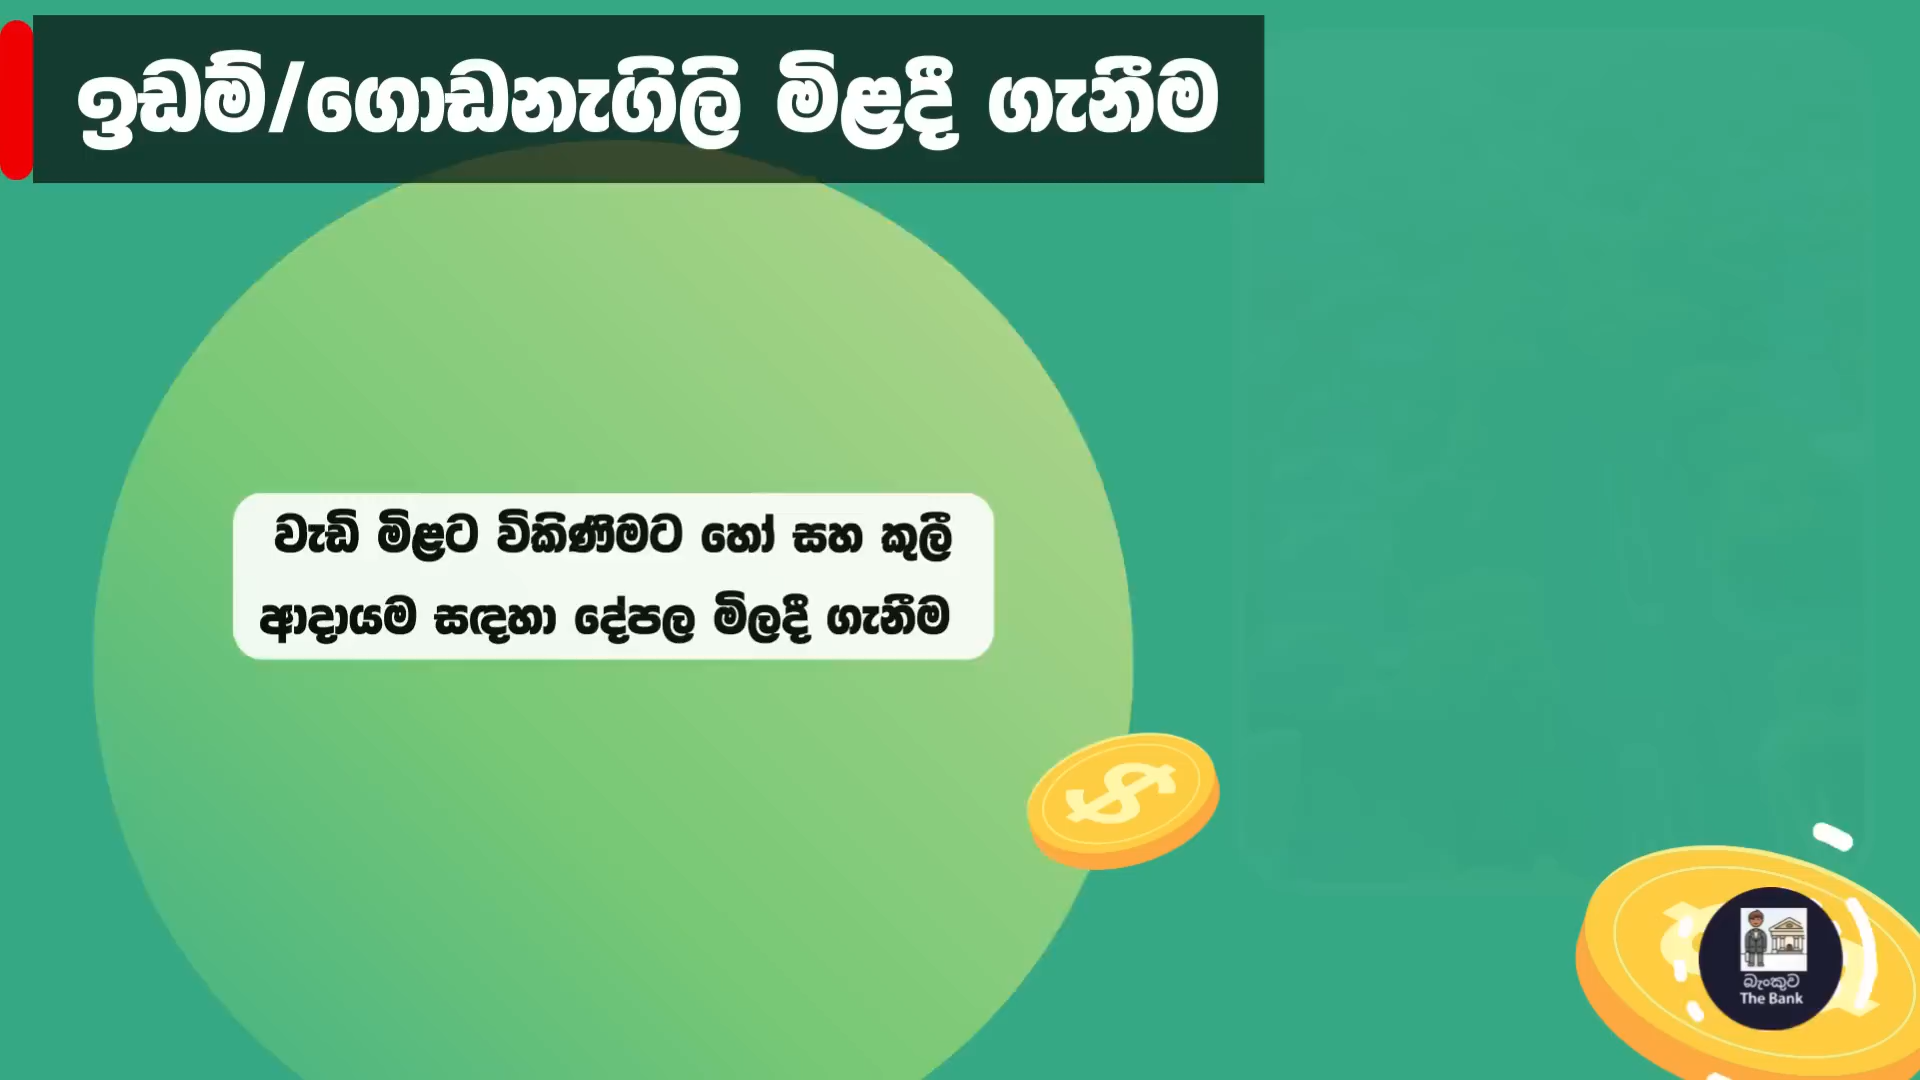 ඉඩම්/ගොඩනැගිලි මිළදී ගැනීම
වැඩි මිළට විකිණිමට හෝ සහ කුලී
ආදායම සඳහා දේපල මිලදී ගැනීම
බැංකුව
The Bank